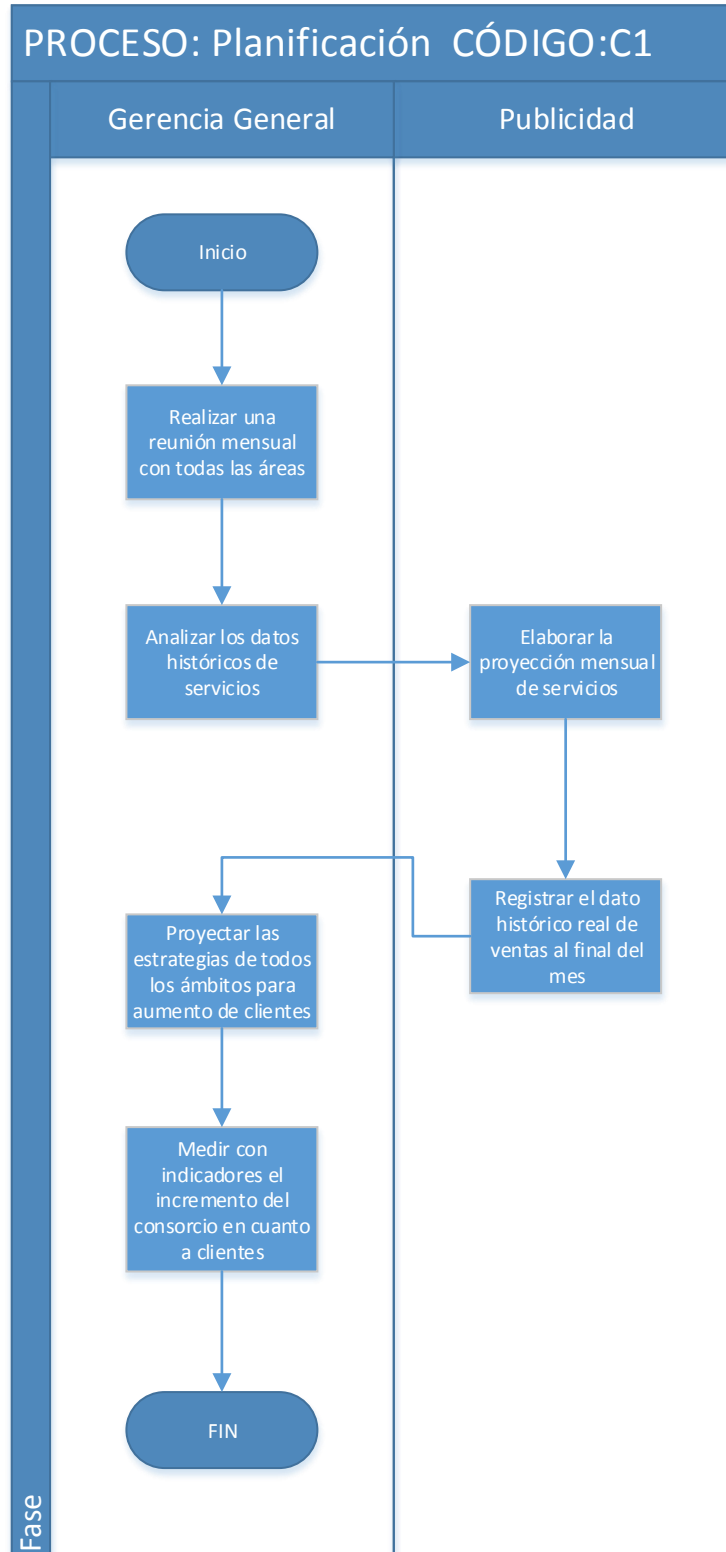 PROCESO: Planificación CÓDIGO:C1
Gerencia General
Publicidad
Inicio
Realizar una
reunión mensual
con todas las áreas
Analizar los datos
históricos de
servicios
Elaborar la
proyección mensual
de servicios
Registrar el dato
histórico real de
ventas al final del
mes
Proyectar las
estrategias de todos
los ámbitos para
aumento de clientes
Medir con
indicadores el
incremento del
consorcio en cuanto
a clientes
FIN
Fase